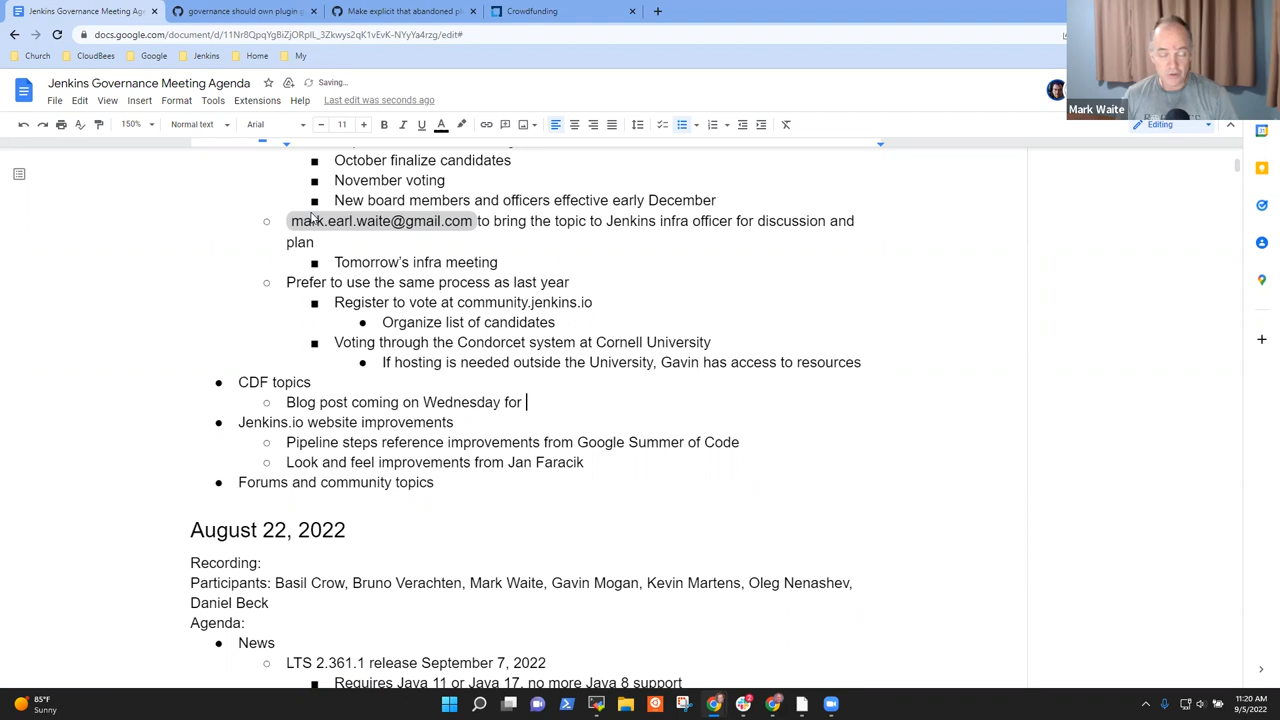 Jenkins Governance Meeting Age
governance should own plugin g
Make explicit that abandoned pl
Crowdfunding
docs.google.com/document/d/11Nr8QpqYgBiZjORpIL_3Zkwys2qK1vEvK-NYyYa4rzg/edit#
Church
CloudBees
Google
Jenkins
Home
My
Jenkins Governance Meeting Agenda
Saving...
File Edit View Insert Format Tools Extensions Help Last edit was seconds ago
150% Normal text Arial 11 Editing
October finalize candidates
November voting
New board members and officers effective early December
mark.earl.waite@gmail.com to bring the topic to Jenkins infra officer for discussion and
plan
Tomorrow's infra meeting
Prefer to use the same process as last year
Register to vote at community.jenkins.io
Organize list of candidates
Voting through the Condorcet system at Cornell University
If hosting is needed outside the University, Gavin has access to resources
CDF topics
Blog post coming on Wednesday for
Jenkins.io website improvements
Pipeline steps reference improvements from Google Summer of Code
Look and feel improvements from Jan Faracik
Forums and community topics
August 22, 2022
Recording:
Participants: Basil Crow, Bruno Verachten, Mark Waite, Gavin Mogan, Kevin Martens, Oleg Nenashev,
Daniel Beck
Agenda:
News
LTS 2.361.1 release September 7, 2022
Requires Java 11 or Java 17, no more Java 8 support
Mark Waite
85°F
Sunny
11:20 AM
9/5/2022